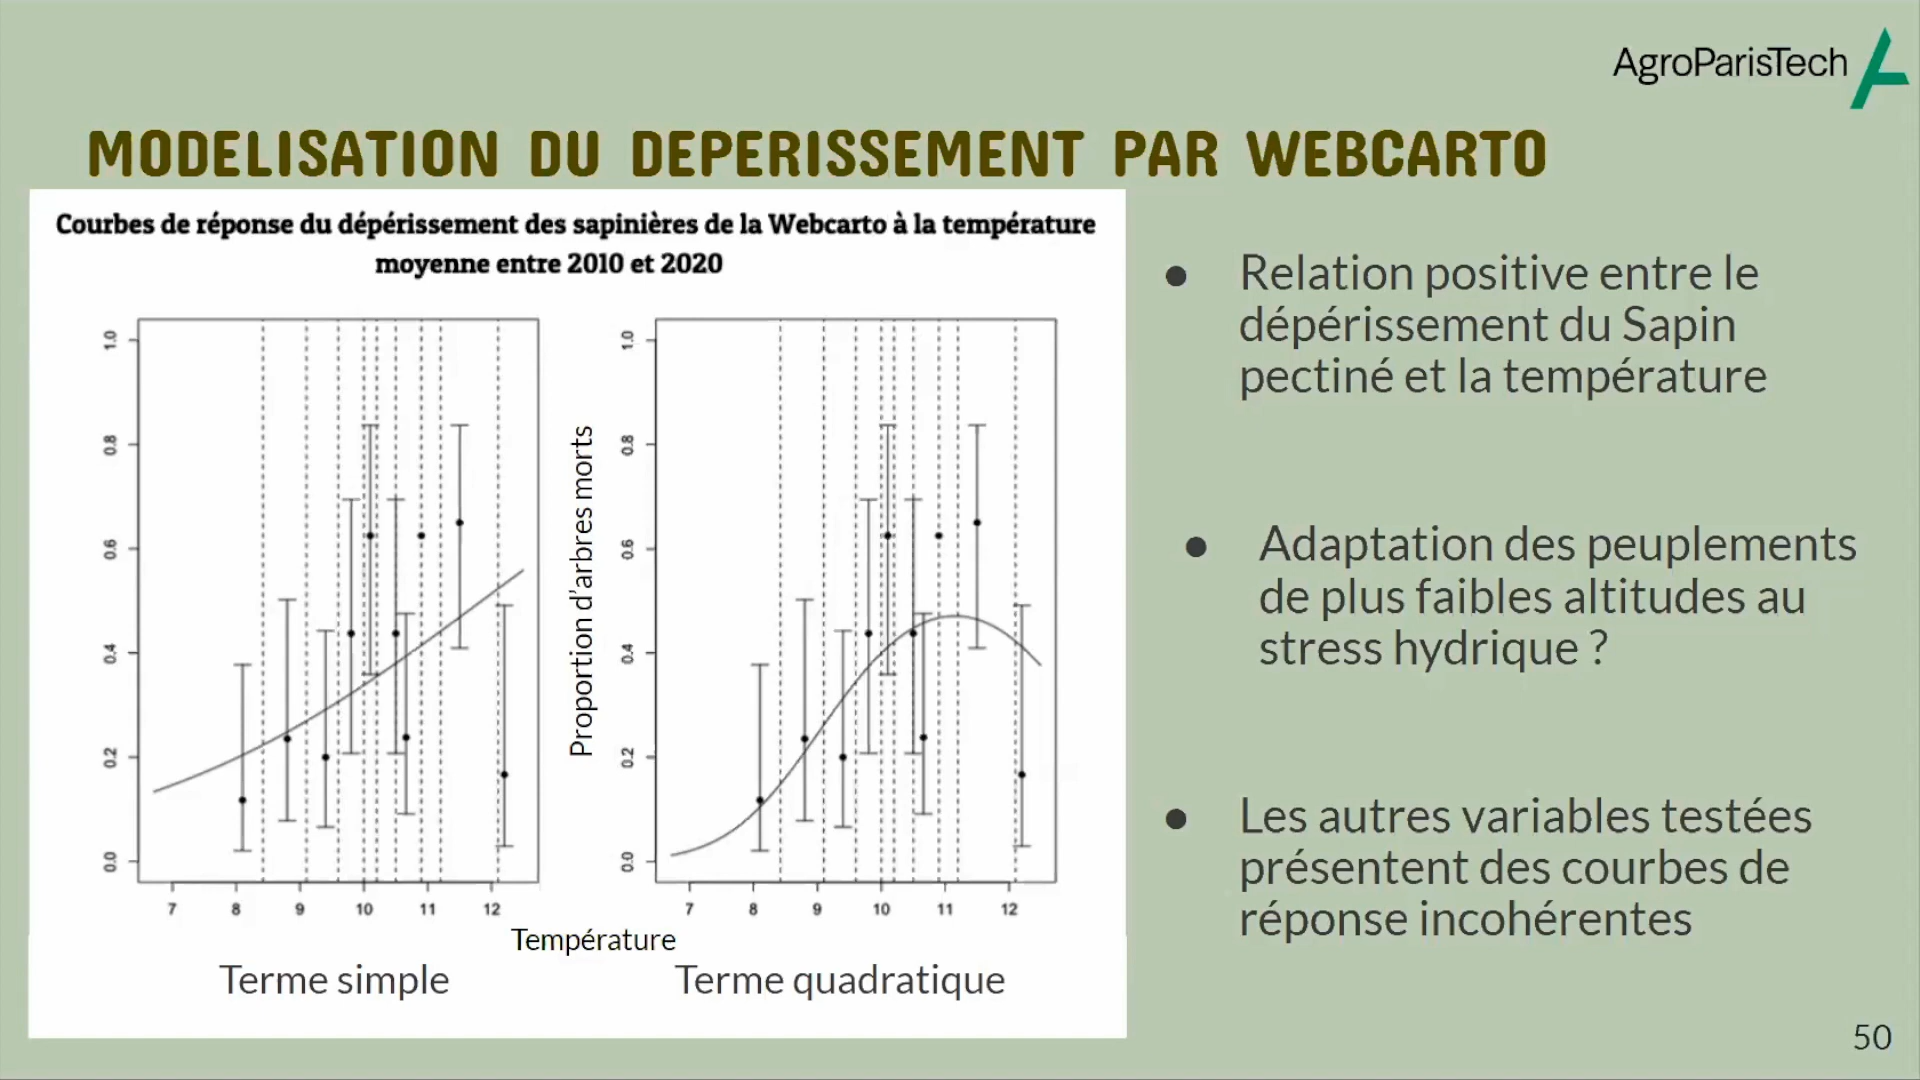 AgroParisTech
MODELISATION DU DEPERISSEMENT PAR WEBCARTO
Courbes de réponse du dépérissement des sapinières de la Webcarto à la température
moyenne entre 2010 et 2020
1.0
0.8
0.6
0.4
0.2
0.0
7 8 9 10 11 12
Proportion d'arbres morts
1.0
0.8
0.6
0.4
0.2
0.0
7 8 9 10 11 12
Température
Terme simple
Terme quadratique
● Relation positive entre le
dépérissement du Sapin
pectiné et la température
● Adaptation des peuplements
de plus faibles altitudes au
stress hydrique ?
● Les autres variables testées
présentent des courbes de
réponse incohérentes
50